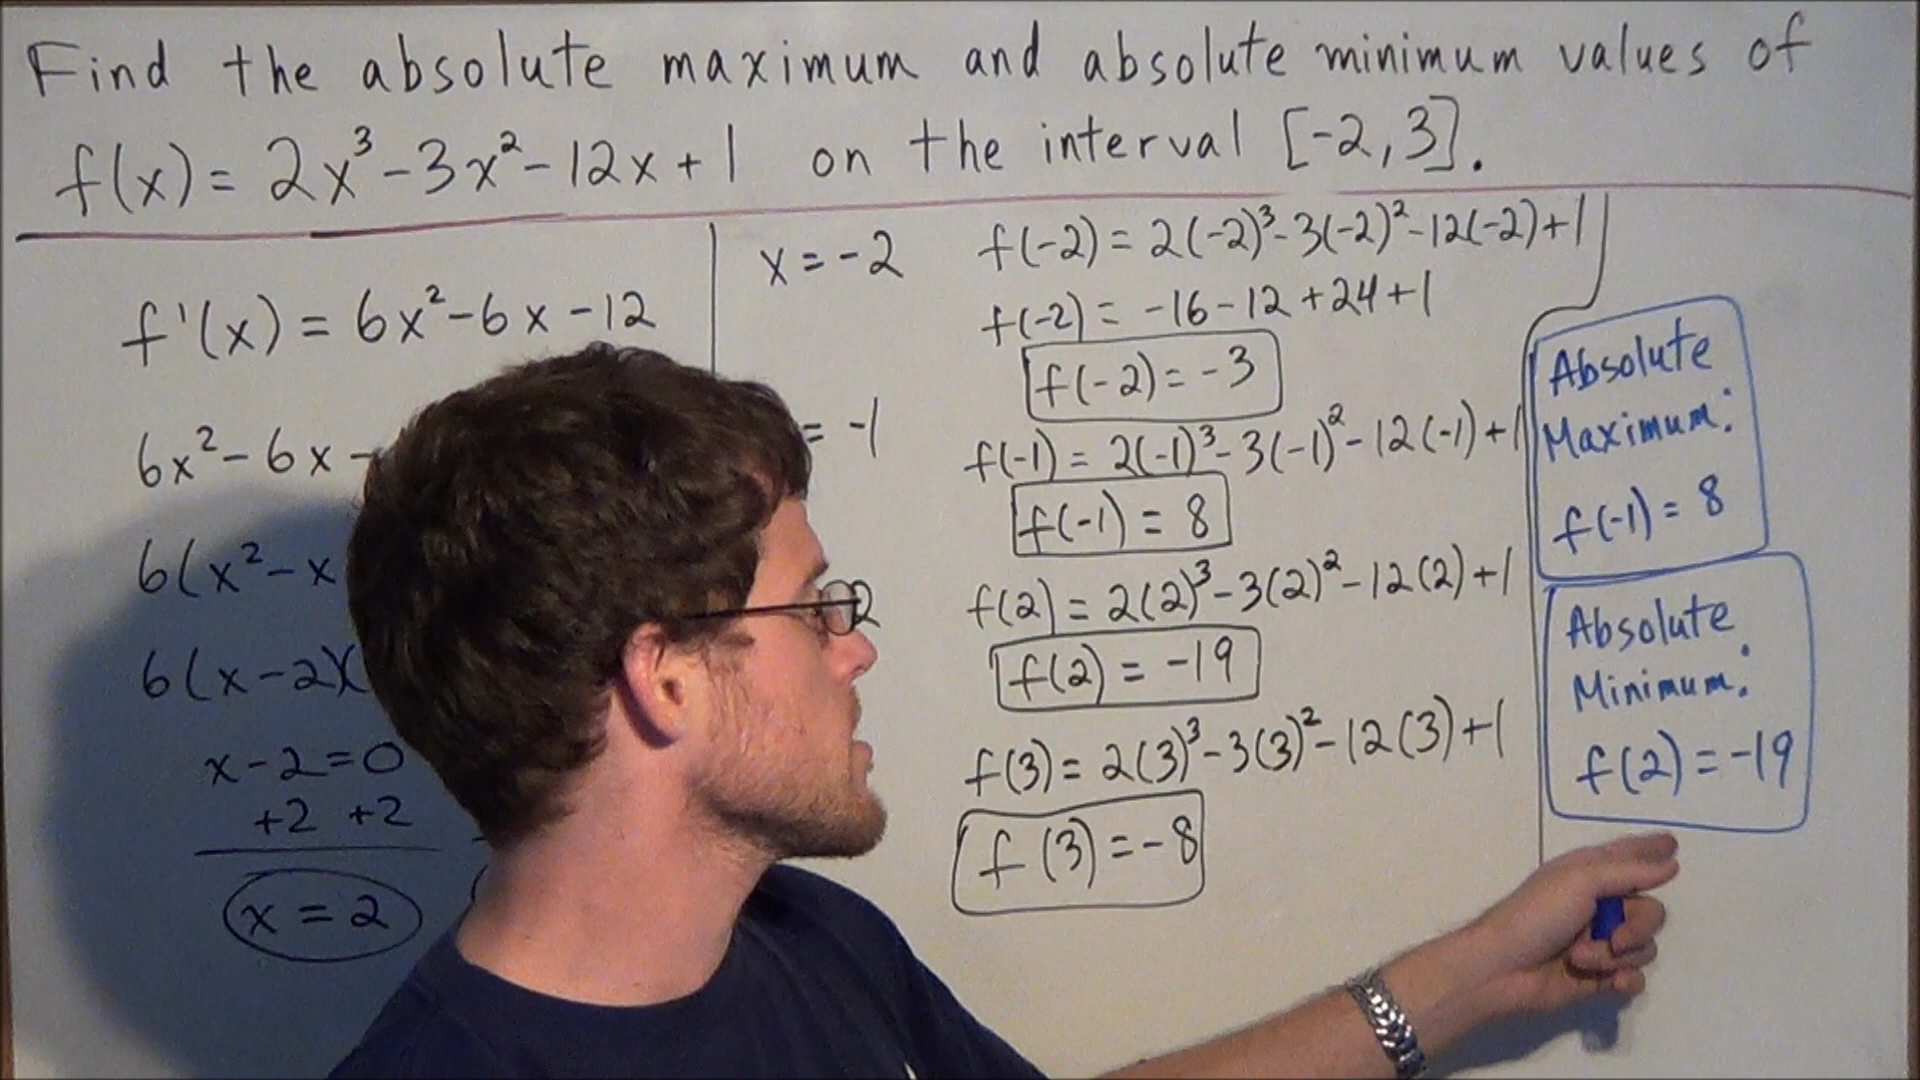 Find the absolute maximum and absolute minimum values of
f(x) = 2x³-3x²-12x+1 on the interval [-2,3].
f'(x) = 6x²-6x-12
6x²-6x-
6(x²-x
6(x-2)(
x-2=0
+2 +2
x = 2
x = -2
= -1
2
f(-2) = 2(-2)³-3(-2)²-12(-2)+1
f(-2) = -16-12+24+1
f(-2) = -3
f(-1) = 2(-1)³-3(-1)²-12(-1)+1
f(-1) = 8
f(2) = 2(2)³-3(2)²-12(2)+1
f(2) = -19
f(3) = 2(3)³-3(3)²-12(3)+1
f(3) = -8
Absolute
Maximum:
f(-1) = 8
Absolute
Minimum:
f(2) = -19